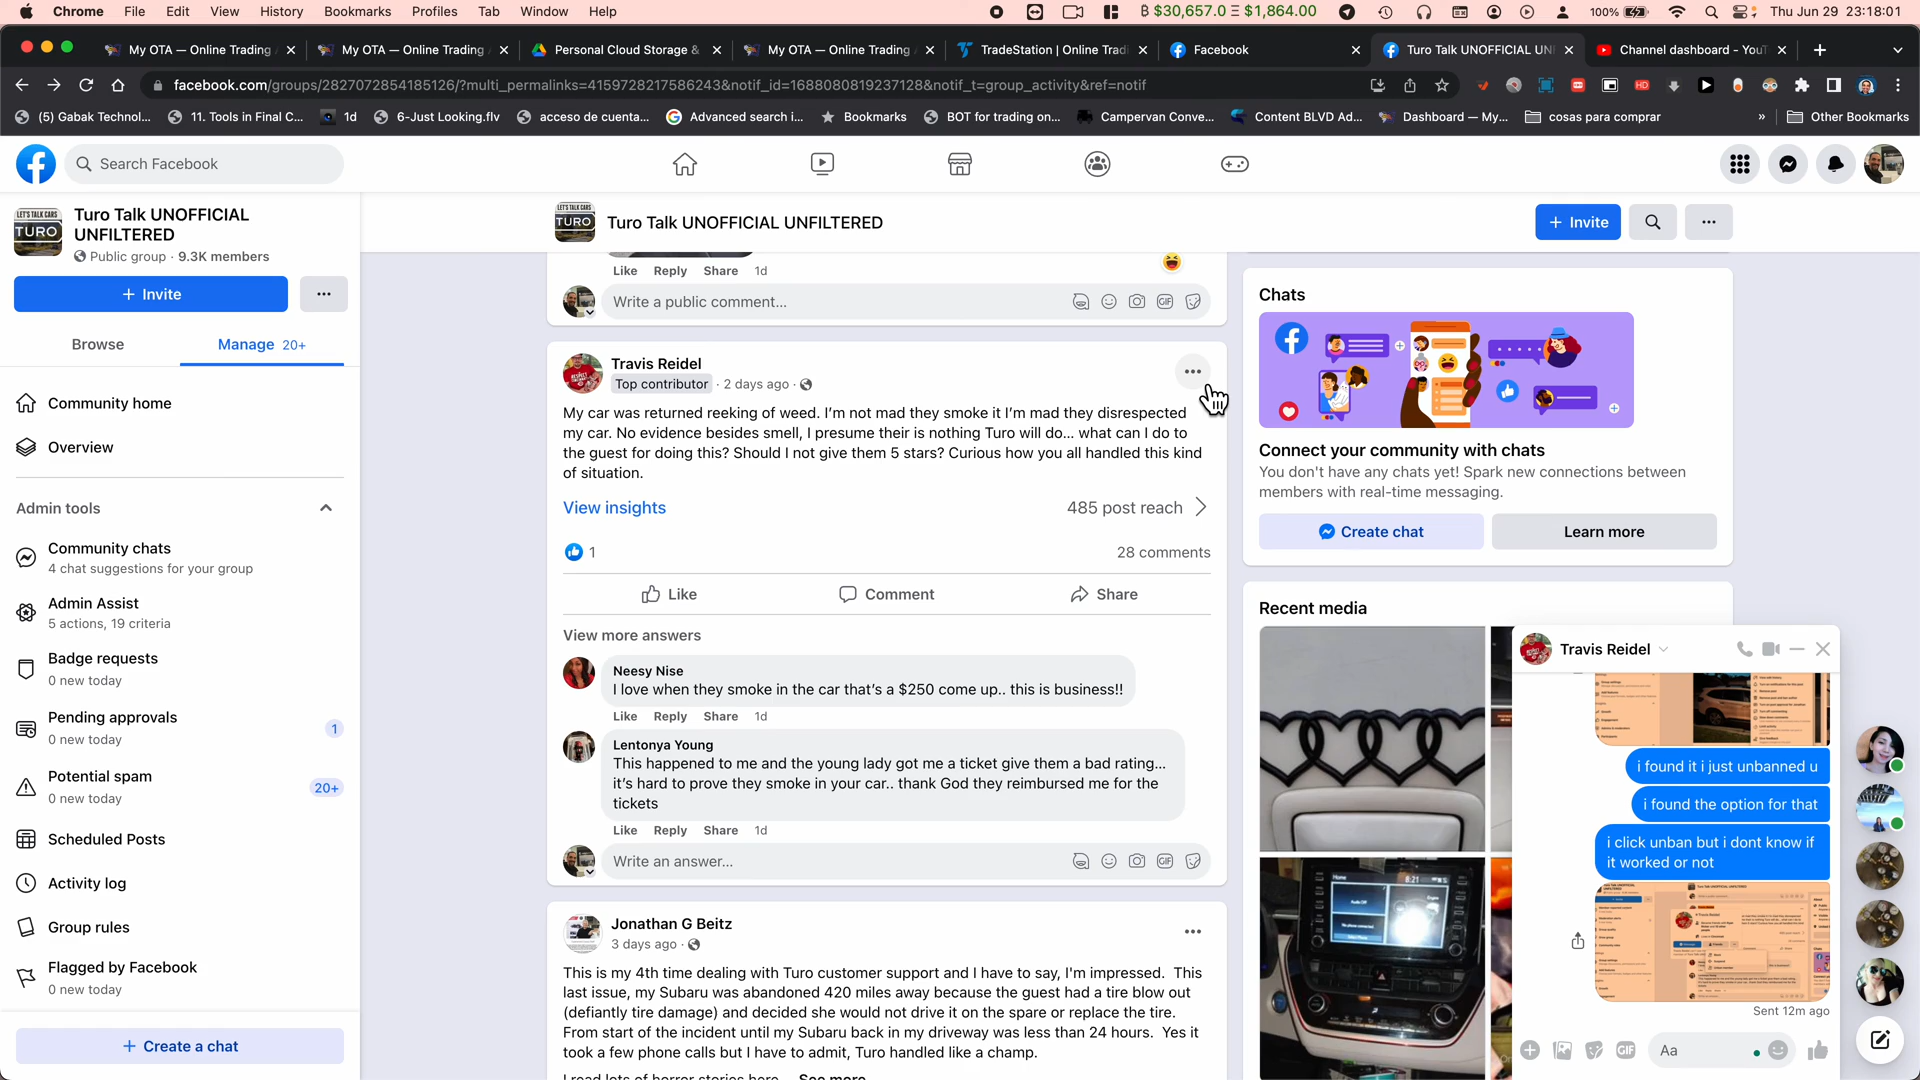 Chrome File Edit View History Bookmarks Profiles Tab Window Help
$30,657.0 $1,864.00 100% Thu Jun 29 23:18:01
My OTA — Online Trading
My OTA — Online Trading
Personal Cloud Storage &
My OTA — Online Trading
TradeStation | Online Tradi
Facebook
Turo Talk UNOFFICIAL UN
Channel dashboard - YouT
facebook.com/groups/2827072854185126/?multi_permalinks=4159728217586243&notif_id=1688080819237128&notif_t=group_activity&ref=notif
(5) Gabak Technol...
11. Tools in Final C...
1d
6-Just Looking.flv
acceso de cuenta...
Advanced search i...
Bookmarks
BOT for trading on...
Campervan Conve...
Content BLVD Ad...
Dashboard — My...
cosas para comprar
»
Other Bookmarks
Search Facebook
LET'S TALK CARS
TURO
Turo Talk UNOFFICIAL
UNFILTERED
Public group · 9.3K members
+ Invite
Browse
Manage 20+
Community home
Overview
Admin tools
Community chats
4 chat suggestions for your group
Admin Assist
5 actions, 19 criteria
Badge requests
0 new today
Pending approvals
0 new today
1
Potential spam
0 new today
20+
Scheduled Posts
Activity log
Group rules
Flagged by Facebook
0 new today
+ Create a chat
LET'S TALK CARS
TURO
Turo Talk UNOFFICIAL UNFILTERED
+ Invite
Like Reply Share 1d
Write a public comment...
GIF
Travis Reidel
Top contributor · 2 days ago ·
My car was returned reeking of weed. I'm not mad they smoke it I'm mad they disrespected
my car. No evidence besides smell, I presume their is nothing Turo will do... what can I do to
the guest for doing this? Should I not give them 5 stars? Curious how you all handled this kind
of situation.
View insights
485 post reach
1
28 comments
Like
Comment
Share
View more answers
Neesy Nise
I love when they smoke in the car that's a $250 come up.. this is business!!
Like Reply Share 1d
Lentonya Young
This happened to me and the young lady got me a ticket give them a bad rating...
it's hard to prove they smoke in your car.. thank God they reimbursed me for the
tickets
Like Reply Share 1d
Write an answer...
GIF
Jonathan G Beitz
3 days ago ·
This is my 4th time dealing with Turo customer support and I have to say, I'm impressed. This
last issue, my Subaru was abandoned 420 miles away because the guest had a tire blow out
(defiantly tire damage) and decided she would not drive it on the spare or replace the tire.
From start of the incident until my Subaru back in my driveway was less than 24 hours. Yes it
took a few phone calls but I have to admit, Turo handled like a champ.
I read lots of horror stories here... See more
Chats
Connect your community with chats
You don't have any chats yet! Spark new connections between
members with real-time messaging.
Create chat
Learn more
Recent media
Travis Reidel
i found it i just unbanned u
i found the option for that
i click unban but i dont know if
it worked or not
Sent 12m ago
GIF
Aa